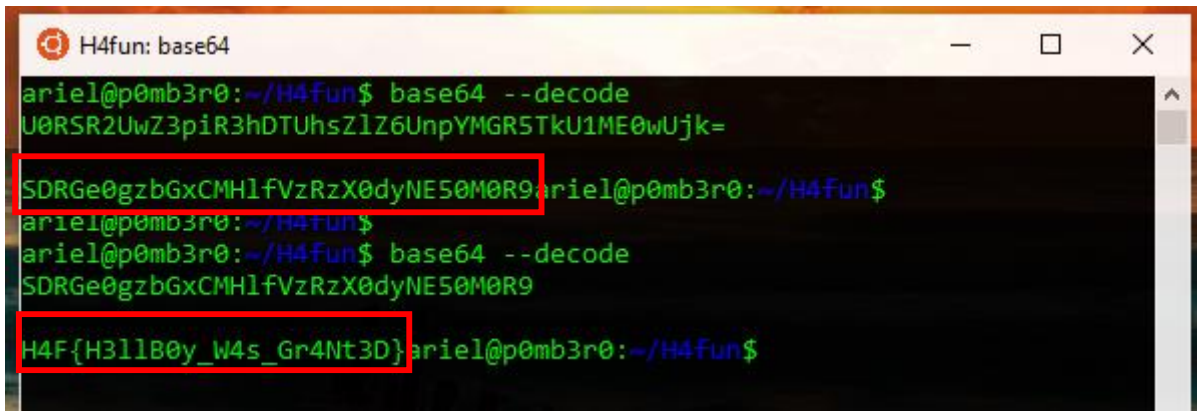 H4fun: base64
ariel@p0mb3r0:~/H4fun$ base64 --decode
U0RSR2UwZ3piR3hDTUhsZlZ6UnpYMGR5TkU1ME0wUjk=
SDRGe0gzbGxCMHlfVzRzX0dyNE50M0R9ariel@p0mb3r0:~/H4fun$
ariel@p0mb3r0:~/H4fun$
ariel@p0mb3r0:~/H4fun$ base64 --decode
SDRGe0gzbGxCMHlfVzRzX0dyNE50M0R9
H4F{H3llB0y_W4s_Gr4Nt3D}ariel@p0mb3r0:~/H4fun$